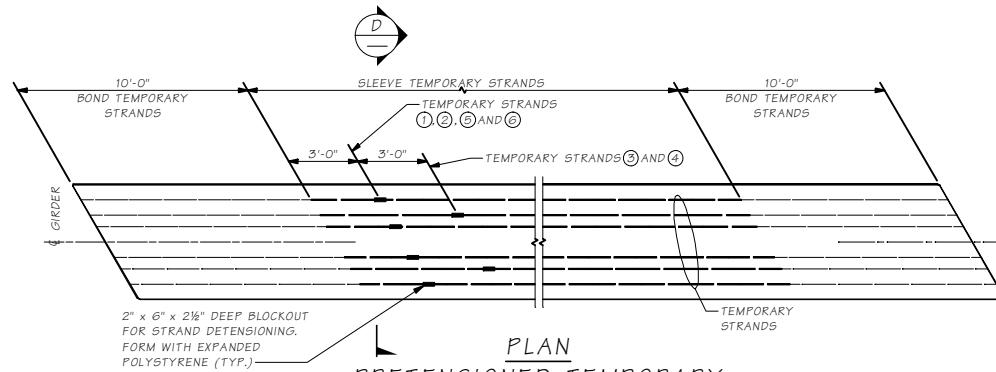 D
10'-0"
BOND TEMPORARY
STRANDS
SLEEVE TEMPORARY STRANDS
10'-0"
BOND TEMPORARY
STRANDS
TEMPORARY STRANDS
①, ②, ⑤ AND ⑥
3'-0"
3'-0"
TEMPORARY STRANDS ③ AND ④
℄ GIRDER
2" x 6" x 2½" DEEP BLOCKOUT
FOR STRAND DETENSIONING.
FORM WITH EXPANDED
POLYSTYRENE (TYP.)
TEMPORARY
STRANDS
PLAN
PRETENSIONED TEMPORARY